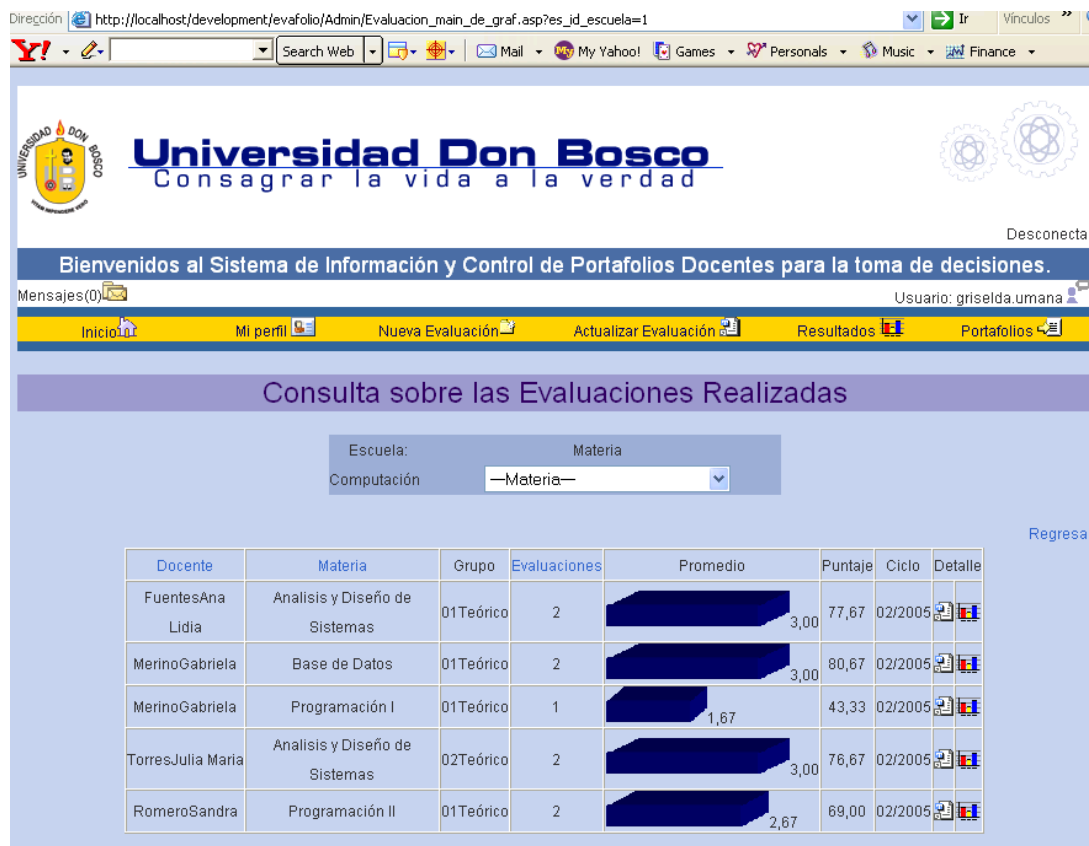 Dirección http://localhost/development/evafolio/Admin/Evaluacion_main_de_graf.asp?es_id_escuela=1 Ir Vínculos »
Y! Search Web Mail My Yahoo! Games Personals Music Finance
UNIVERSIDAD DON BOSCO
Universidad Don Bosco
Consagrar la vida a la verdad
Desconecta
Bienvenidos al Sistema de Información y Control de Portafolios Docentes para la toma de decisiones.
Mensajes(0) Usuario: griselda.umana
Inicio Mi perfil Nueva Evaluación Actualizar Evaluación Resultados Portafolios
Consulta sobre las Evaluaciones Realizadas
Escuela: Materia
Computación —Materia—
Regresa
Docente Materia Grupo Evaluaciones Promedio Puntaje Ciclo Detalle
FuentesAna Lidia Analisis y Diseño de Sistemas 01Teórico 2 3,00 77,67 02/2005
MerinoGabriela Base de Datos 01Teórico 2 3,00 80,67 02/2005
MerinoGabriela Programación I 01Teórico 1 1,67 43,33 02/2005
TorresJulia Maria Analisis y Diseño de Sistemas 02Teórico 2 3,00 76,67 02/2005
RomeroSandra Programación II 01Teórico 2 2,67 69,00 02/2005